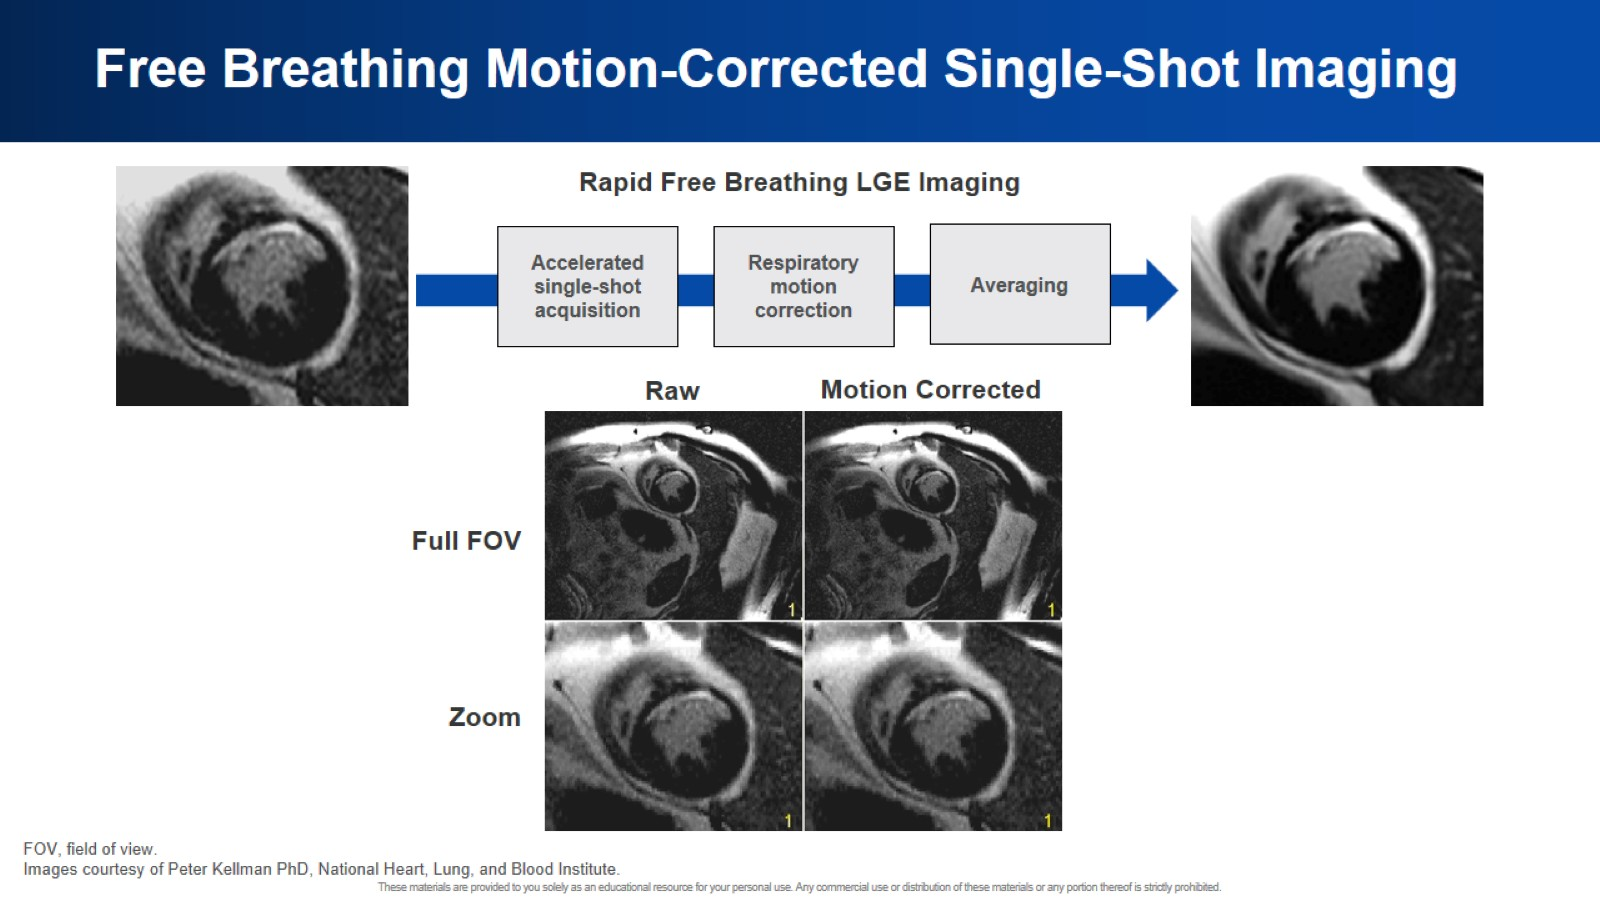 Free Breathing Motion-Corrected Single-Shot Imaging
Rapid Free Breathing LGE Imaging
Accelerated
single-shot
acquisition
Respiratory
motion
correction
Averaging
Raw
Motion Corrected
Full FOV
1
1
Zoom
1
1
FOV, field of view.
Images courtesy of Peter Kellman PhD, National Heart, Lung, and Blood Institute.
These materials are provided to you solely as an educational resource for your personal use. Any commercial use or distribution of these materials or any portion thereof is strictly prohibited.